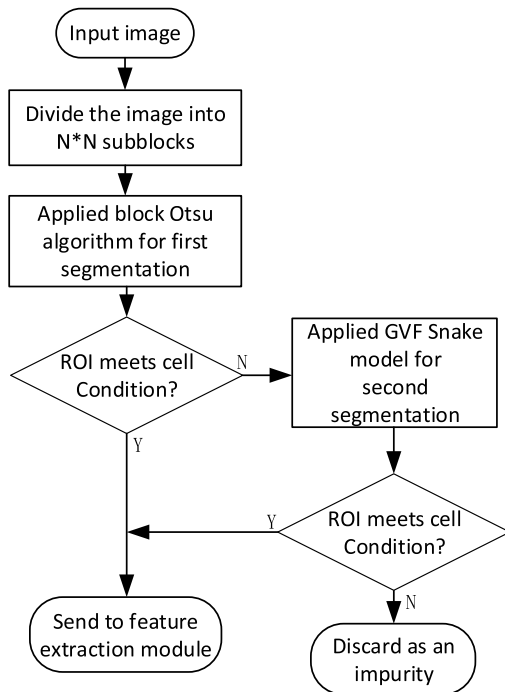 Input image
Divide the image into
N*N subblocks
Applied block Otsu
algorithm for first
segmentation
ROI meets cell
Condition?
N
Y
Applied GVF Snake
model for
second
segmentation
ROI meets cell
Condition?
Y
N
Send to feature
extraction module
Discard as an
impurity